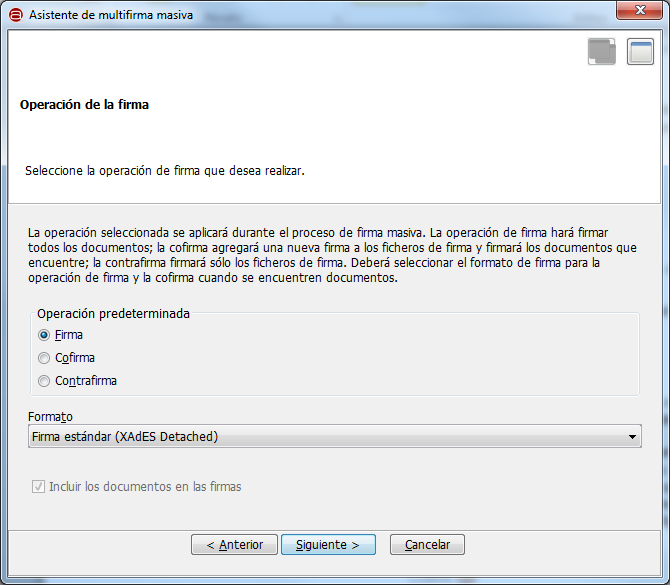 Asistente de multifirma masiva
Operación de la firma
Seleccione la operación de firma que desea realizar.
La operación seleccionada se aplicará durante el proceso de firma masiva. La operación de firma hará firmar
todos los documentos; la cofirma agregará una nueva firma a los ficheros de firma y firmará los documentos que
encuentre; la contrafirma firmará sólo los ficheros de firma. Deberá seleccionar el formato de firma para la
operación de firma y la cofirma cuando se encuentren documentos.
Operación predeterminada
Firma
Cofirma
Contrafirma
Formato
Firma estándar (XAdES Detached)
Incluir los documentos en las firmas
< Anterior
Siguiente >
Cancelar